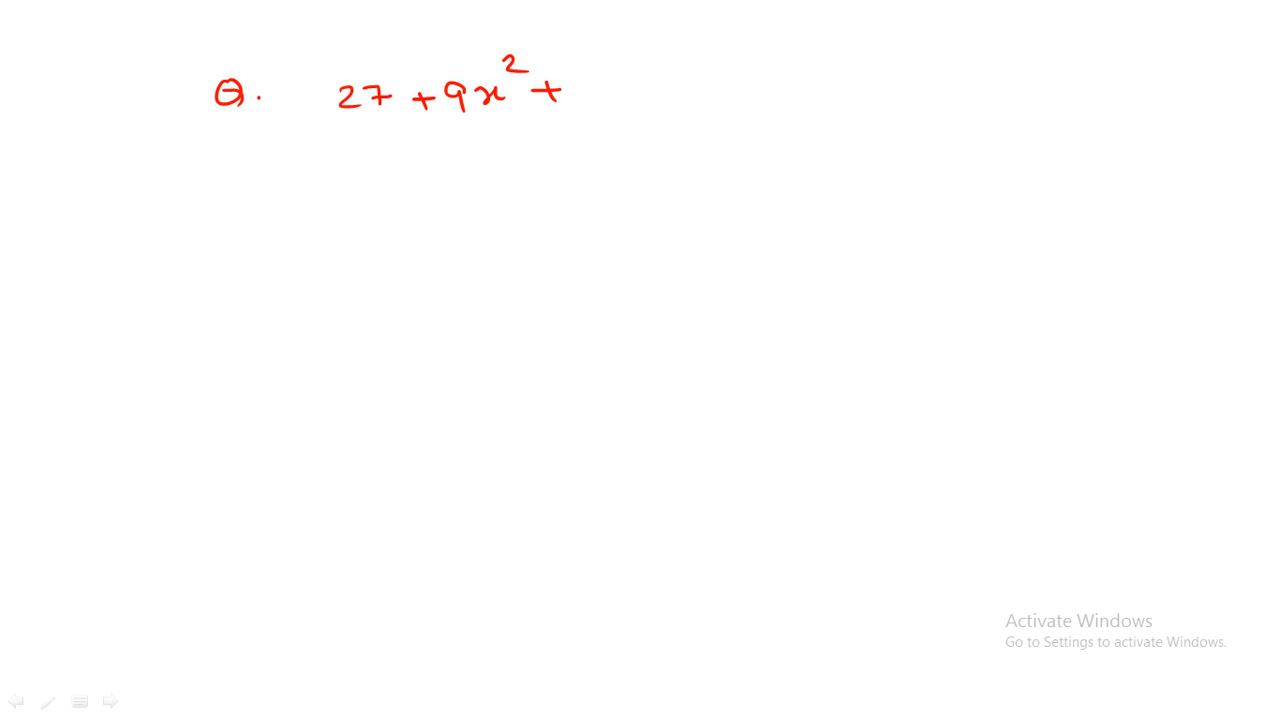 Q. 27 + 9x² +
Activate Windows
Go to Settings to activate Windows.